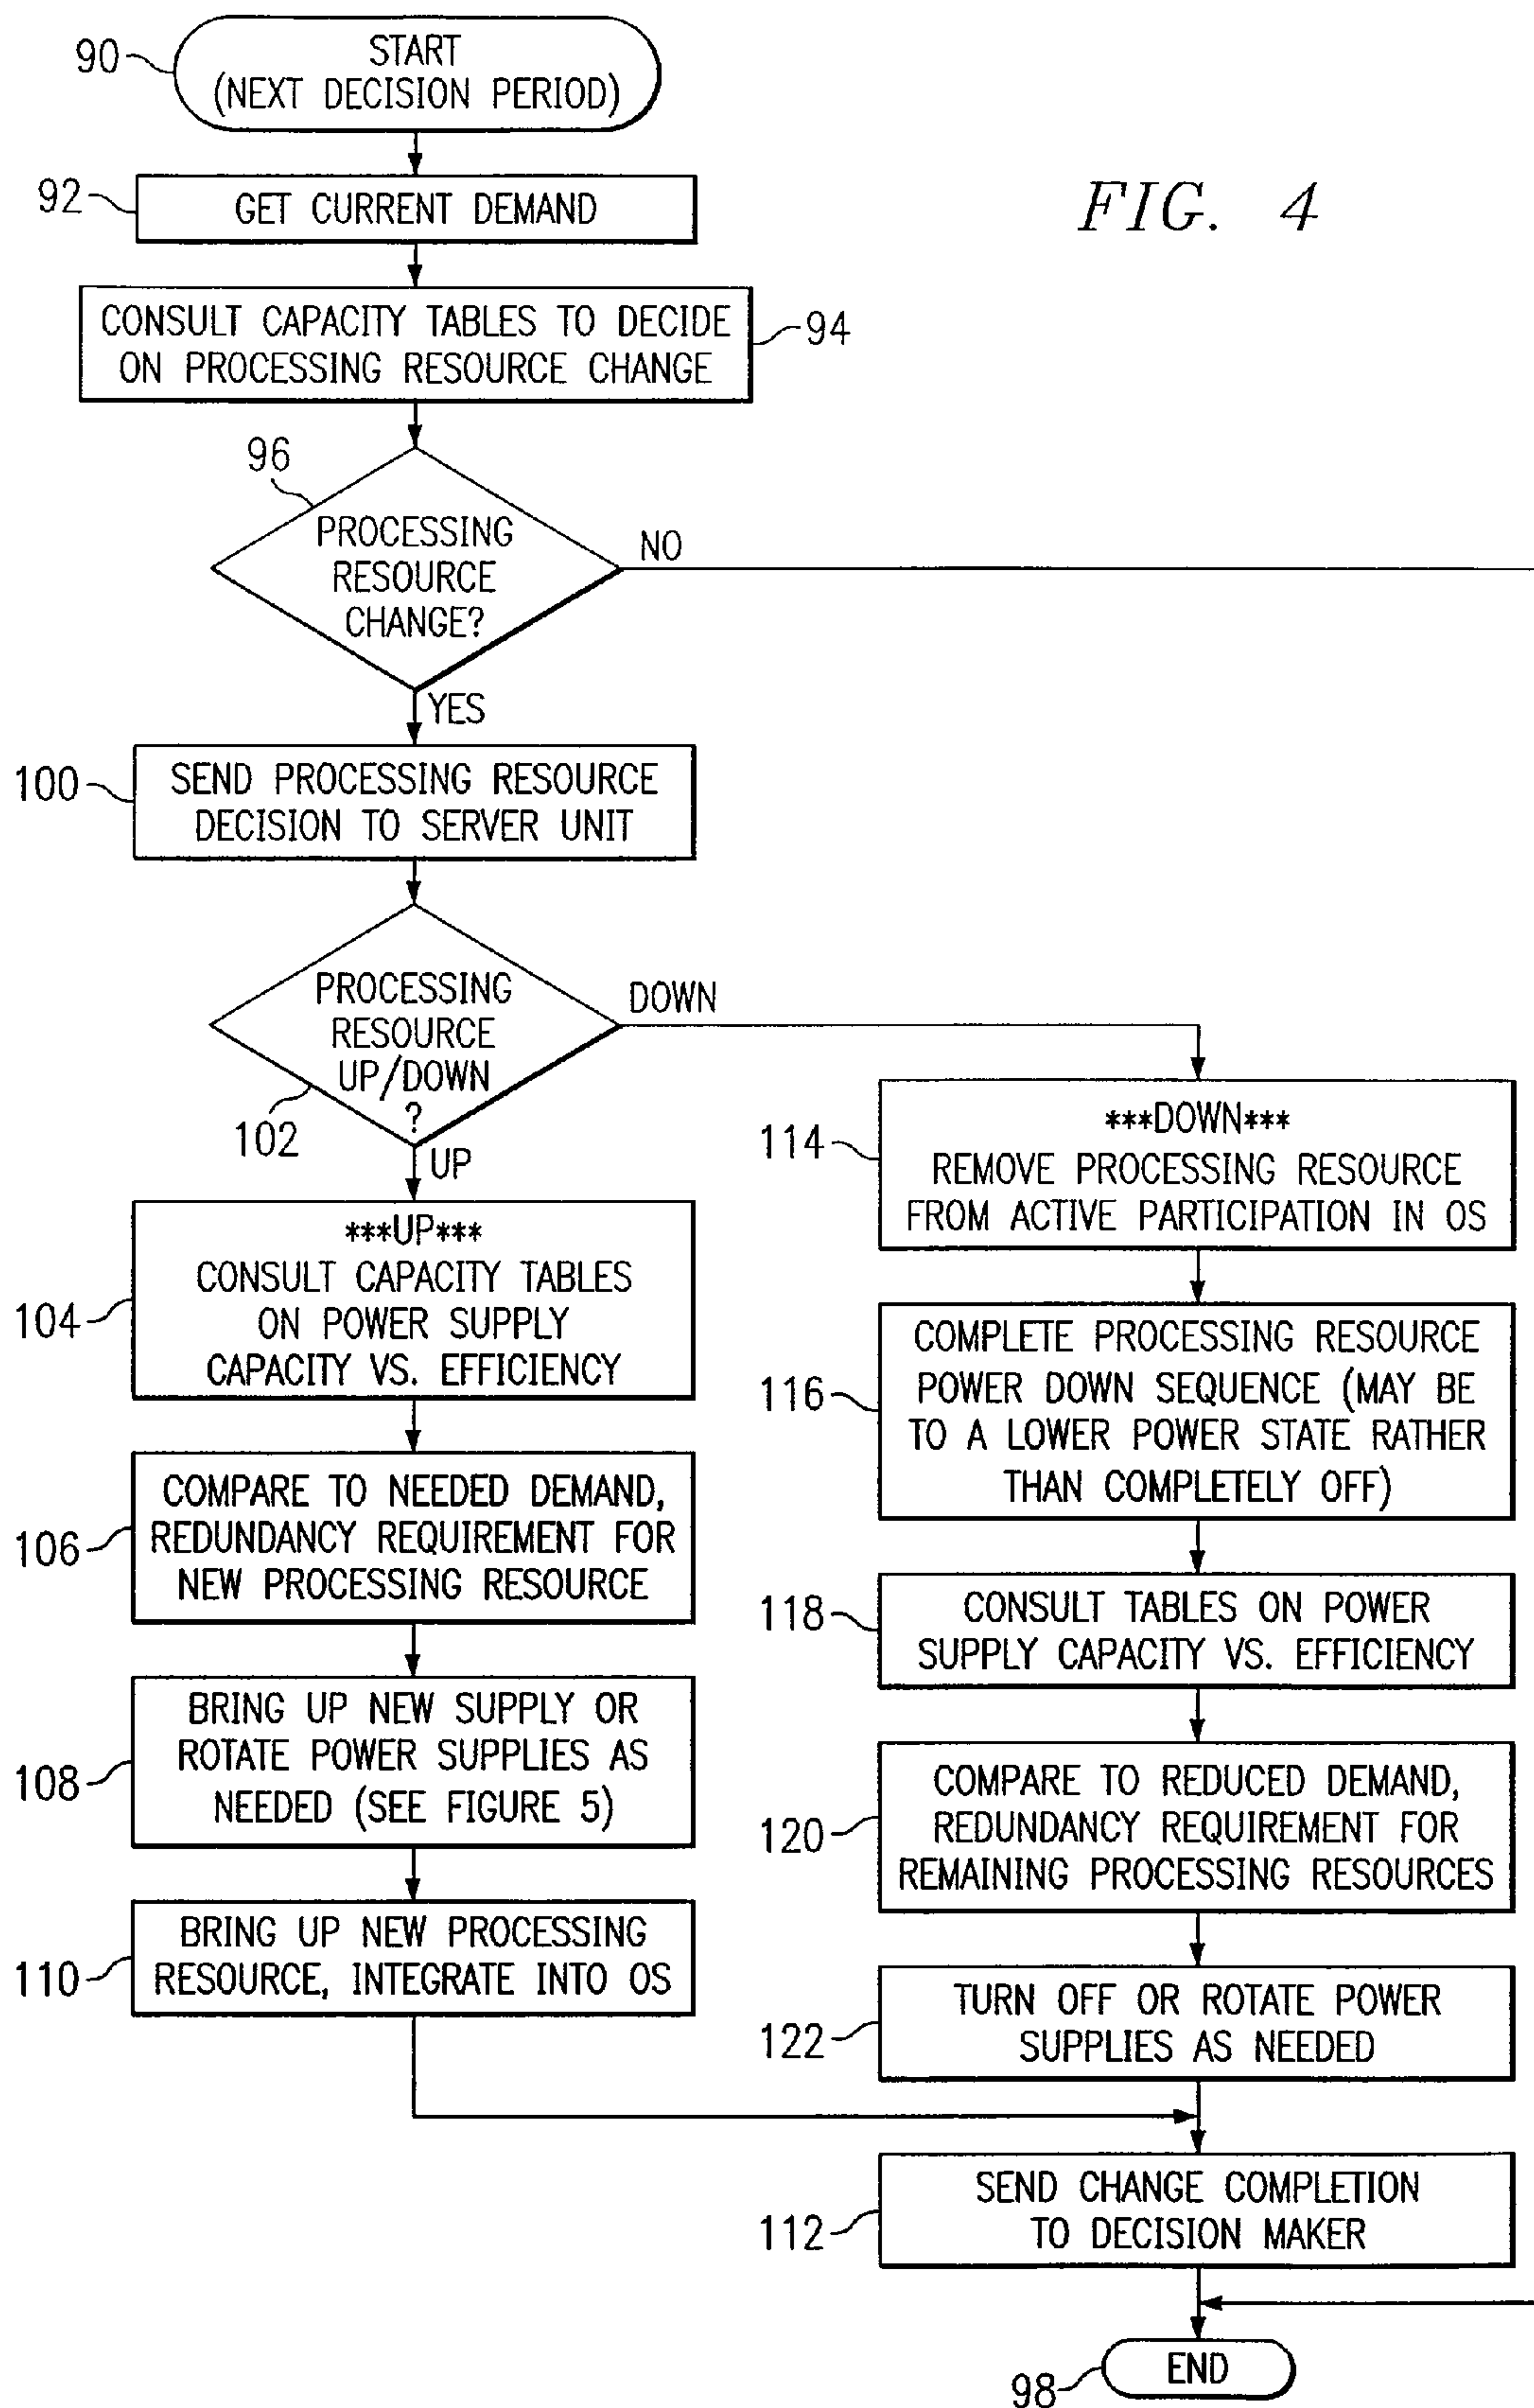 FIG. 4
90
START
(NEXT DECISION PERIOD)
92
GET CURRENT DEMAND
CONSULT CAPACITY TABLES TO DECIDE
ON PROCESSING RESOURCE CHANGE
94
96
PROCESSING
RESOURCE
CHANGE?
NO
YES
100
SEND PROCESSING RESOURCE
DECISION TO SERVER UNIT
PROCESSING
RESOURCE
UP/DOWN
?
102
DOWN
UP
104
***UP***
CONSULT CAPACITY TABLES
ON POWER SUPPLY
CAPACITY VS. EFFICIENCY
106
COMPARE TO NEEDED DEMAND,
REDUNDANCY REQUIREMENT FOR
NEW PROCESSING RESOURCE
108
BRING UP NEW SUPPLY OR
ROTATE POWER SUPPLIES AS
NEEDED (SEE FIGURE 5)
110
BRING UP NEW PROCESSING
RESOURCE, INTEGRATE INTO OS
114
***DOWN***
REMOVE PROCESSING RESOURCE
FROM ACTIVE PARTICIPATION IN OS
116
COMPLETE PROCESSING RESOURCE
POWER DOWN SEQUENCE (MAY BE
TO A LOWER POWER STATE RATHER
THAN COMPLETELY OFF)
118
CONSULT TABLES ON POWER
SUPPLY CAPACITY VS. EFFICIENCY
120
COMPARE TO REDUCED DEMAND,
REDUNDANCY REQUIREMENT FOR
REMAINING PROCESSING RESOURCES
122
TURN OFF OR ROTATE POWER
SUPPLIES AS NEEDED
112
SEND CHANGE COMPLETION
TO DECISION MAKER
98
END